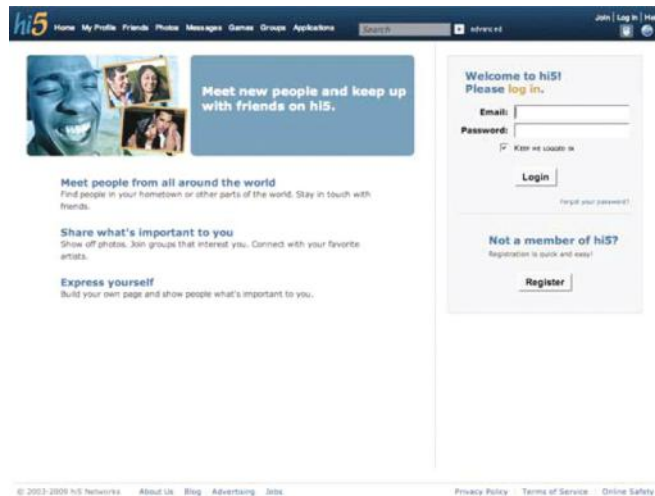 hi5 Home My Profile Friends Photos Messages Games Groups Applications Search advanced Join | Log In | He
Meet new people and keep up
with friends on hi5.
Meet people from all around the world
Find people in your hometown or other parts of the world. Stay in touch with
friends.
Share what's important to you
Show off photos. Join groups that interest you. Connect with your favorite
artists.
Express yourself
Build your own page and show people what's important to you.
Welcome to hi5!
Please log in.
Email:
Password:
Keep me logged in
Login
Forgot your password?
Not a member of hi5?
Registration is quick and easy!
Register
© 2003-2009 hi5 Networks About Us Blog Advertising Jobs Privacy Policy Terms of Service Online Safety